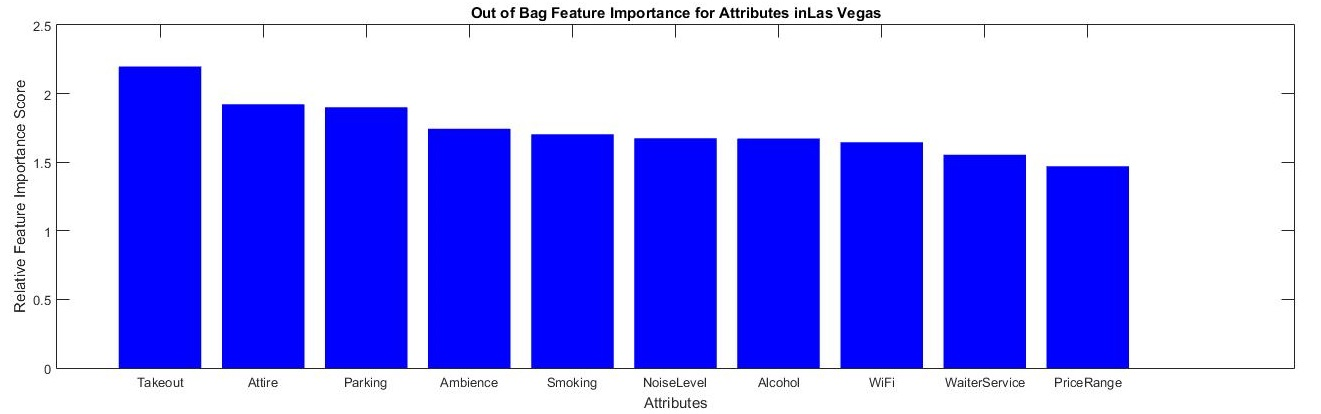 Out of Bag Feature Importance for Attributes inLas Vegas
Relative Feature Importance Score
2.5
2
1.5
1
0.5
0
Takeout Attire Parking Ambience Smoking NoiseLevel Alcohol WiFi WaiterService PriceRange
Attributes